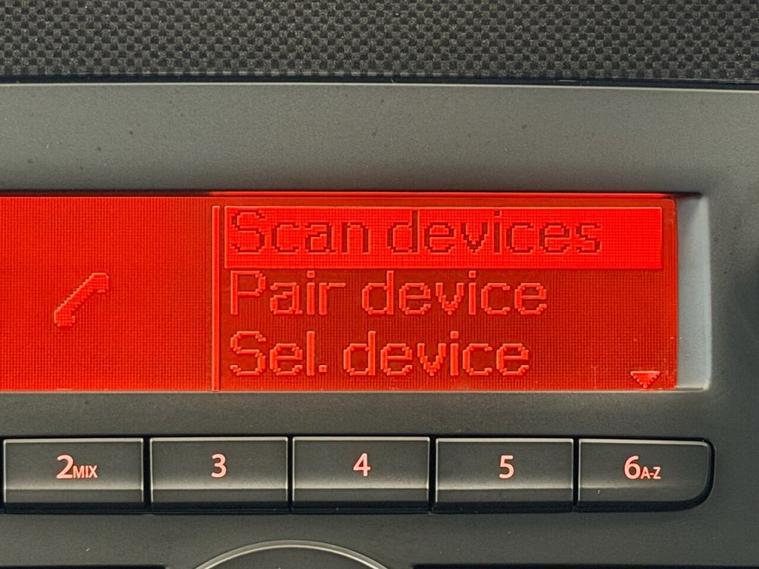 Scan devices
Pair device
Sel. device
2MIX 3 4 5 6A-Z